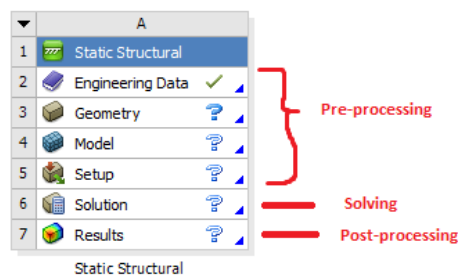 A
1 Static Structural
2 Engineering Data
3 Geometry ?
4 Model ?
5 Setup ?
6 Solution ?
7 Results ?
Static Structural
Pre-processing
Solving
Post-processing